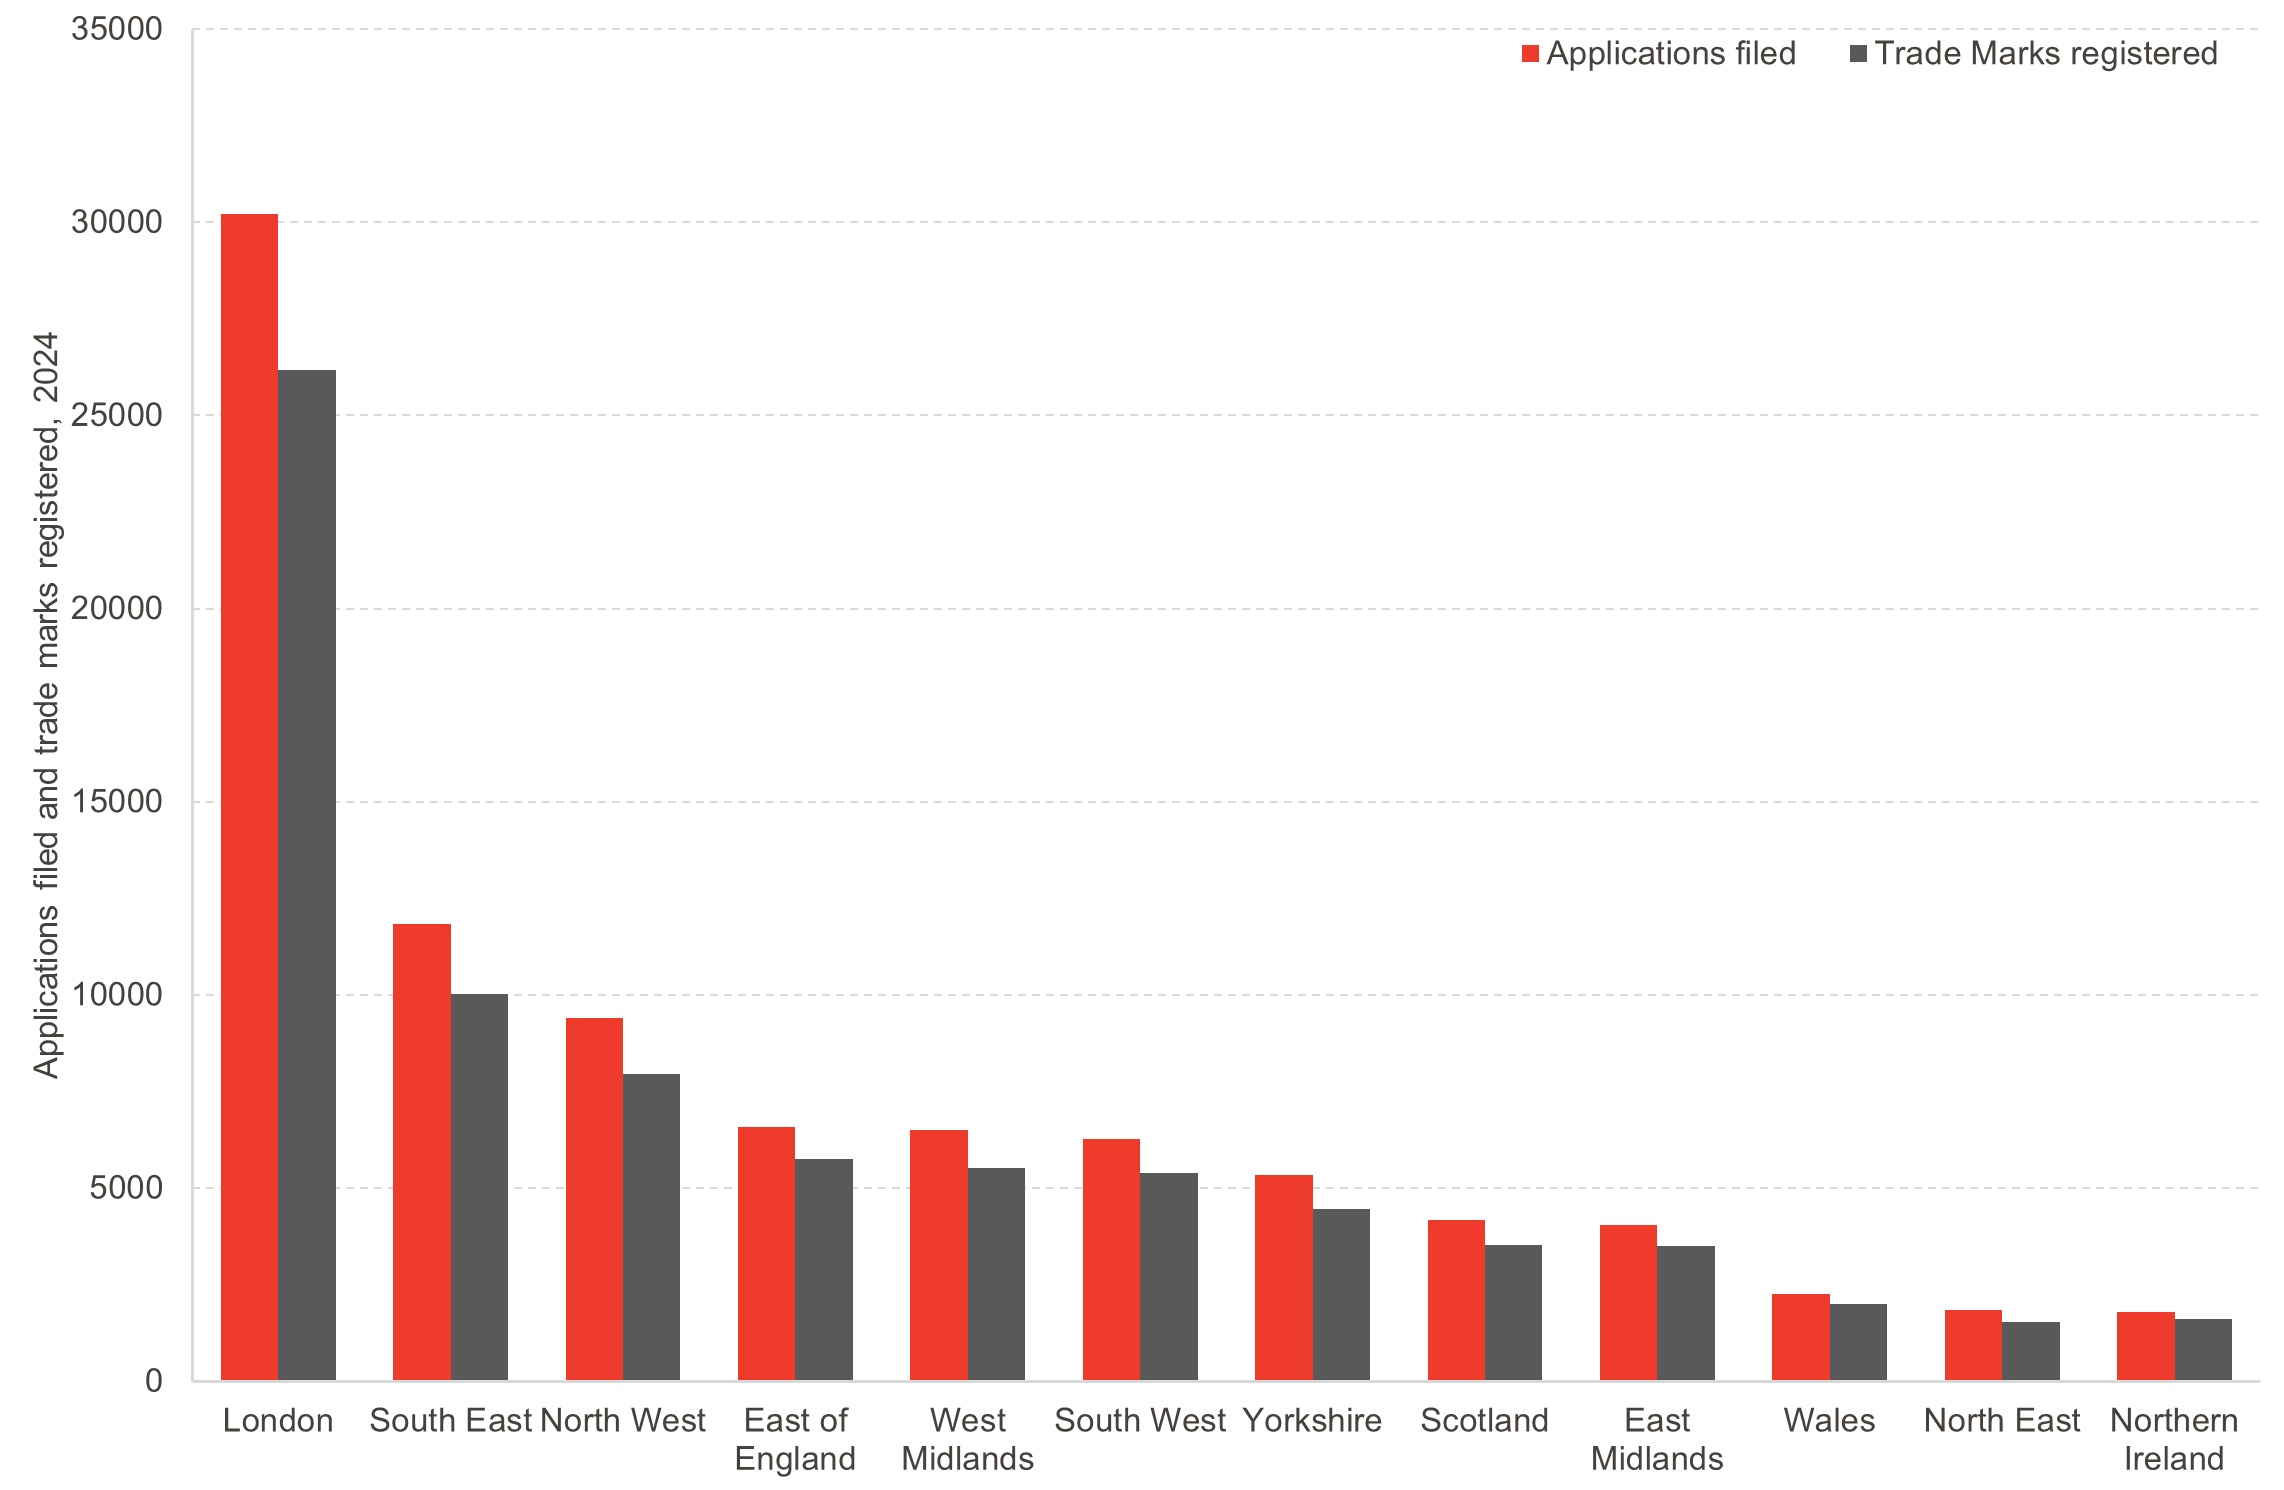 Applications filed
Trade Marks registered
Applications filed and trade marks registered, 2024
35000
30000
25000
20000
15000
10000
5000
0
London
South East
North West
East of
England
West
Midlands
South West
Yorkshire
Scotland
East
Midlands
Wales
North East
Northern
Ireland